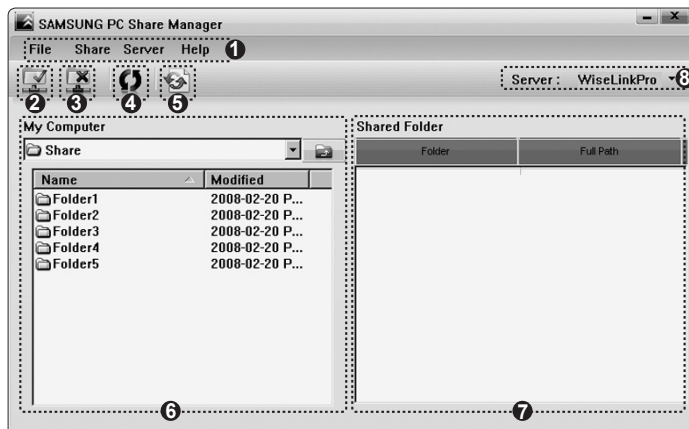 SAMSUNG PC Share Manager
File Share Server Help 1
2 3 4 5
Server : WiseLinkPro 8
My Computer
Share
Name Modified
Folder1 2008-02-20 P...
Folder2 2008-02-20 P...
Folder3 2008-02-20 P...
Folder4 2008-02-20 P...
Folder5 2008-02-20 P...
6
Shared Folder
Folder Full Path
7